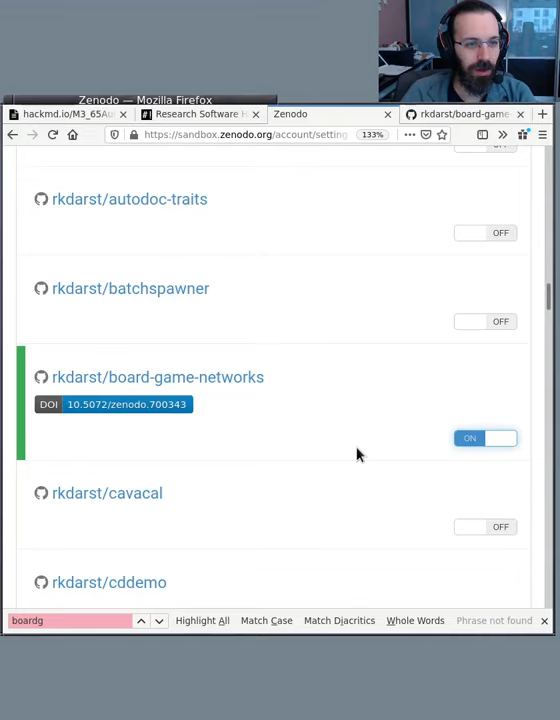 Zenodo — Mozilla Firefox
hackmd.io/M3_65Au
Research Software H
Zenodo
rkdarst/board-game-
https://sandbox.zenodo.org/account/setting
133%
rkdarst/autodoc-traits
OFF
rkdarst/batchspawner
OFF
rkdarst/board-game-networks
DOI 10.5072/zenodo.700343
ON
rkdarst/cavacal
OFF
rkdarst/cddemo
boardg
Highlight All
Match Case
Match Diacritics
Whole Words
Phrase not found